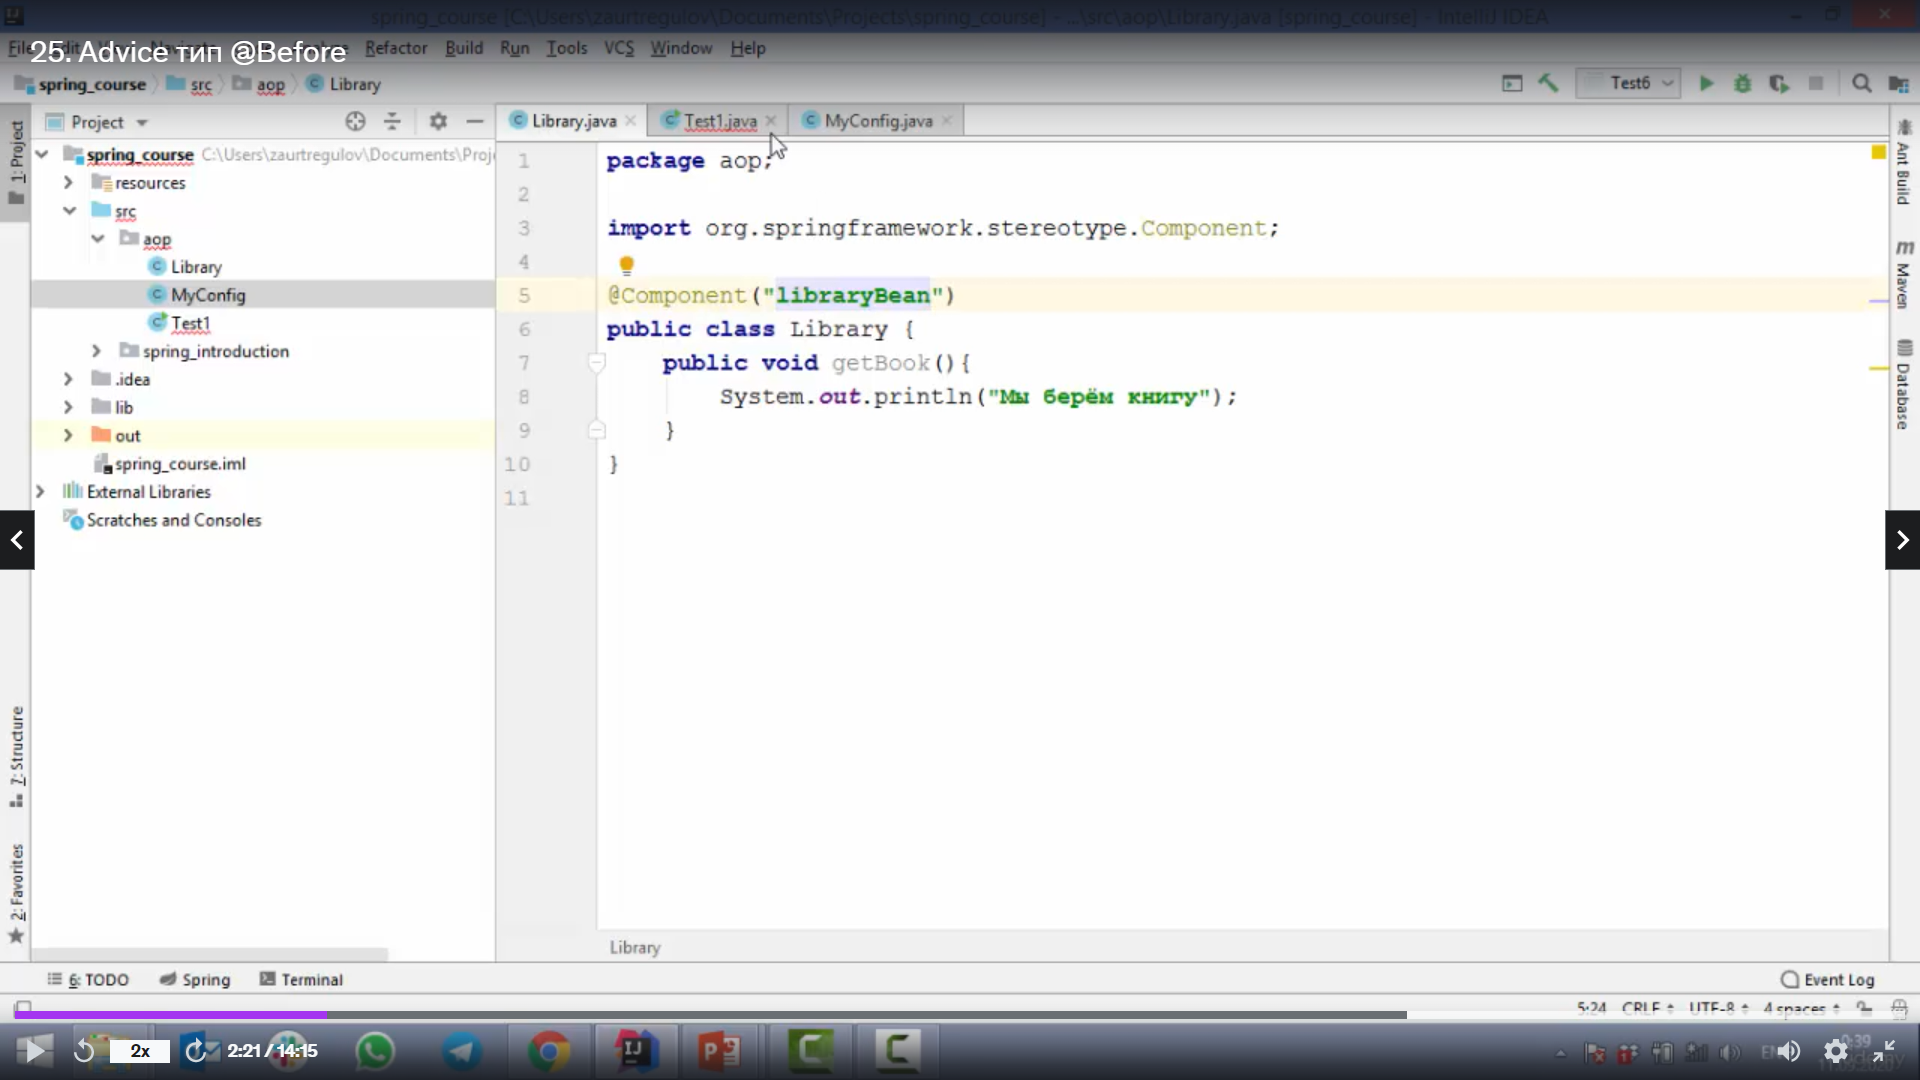 spring_course [C:\Users\zaurtregulov\Documents\Projects\spring_course] - ...\src\aop\Library.java [spring_course] - IntelliJ IDEA
25. Advice тип @Before
Refactor Build Run Tools VCS Window Help
spring_course src aop Library
Test6
Project
Library.java Test1.java MyConfig.java
1: Project
spring_course C:\Users\zaurtregulov\Documents\Proj
resources
src
aop
Library
MyConfig
Test1
spring_introduction
.idea
lib
out
spring_course.iml
External Libraries
Scratches and Consoles
7: Structure
2: Favorites
1 package aop;
2
3 import org.springframework.stereotype.Component;
4
5 @Component("libraryBean")
6 public class Library {
7 public void getBook(){
8 System.out.println("Мы берём книгу");
9 }
10 }
11
Library
Ant Build
m Maven
Database
6: TODO Spring Terminal Event Log
5:24 CRLF UTF-8 4 spaces
2x 2:21 / 14:15